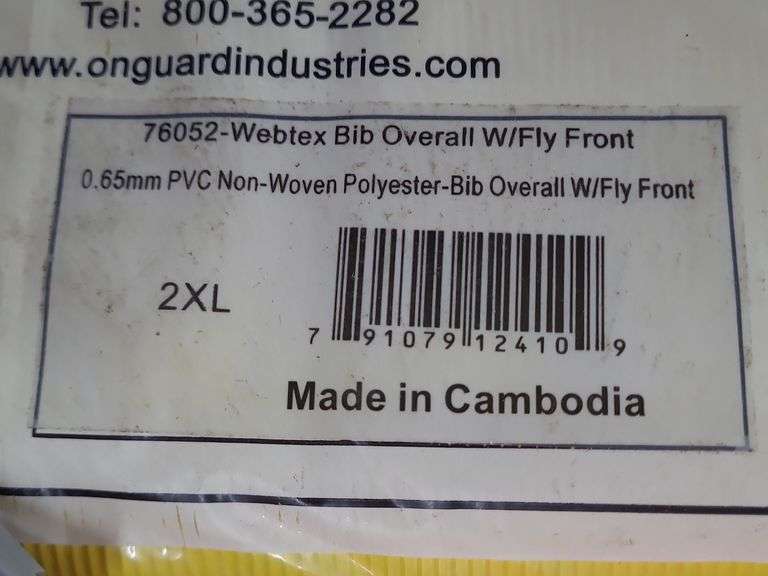 Tel: 800-365-2282
www.onguardindustries.com
76052-Webtex Bib Overall W/Fly Front
0.65mm PVC Non-Woven Polyester-Bib Overall W/Fly Front
2XL
7 91079 12410 9
Made in Cambodia